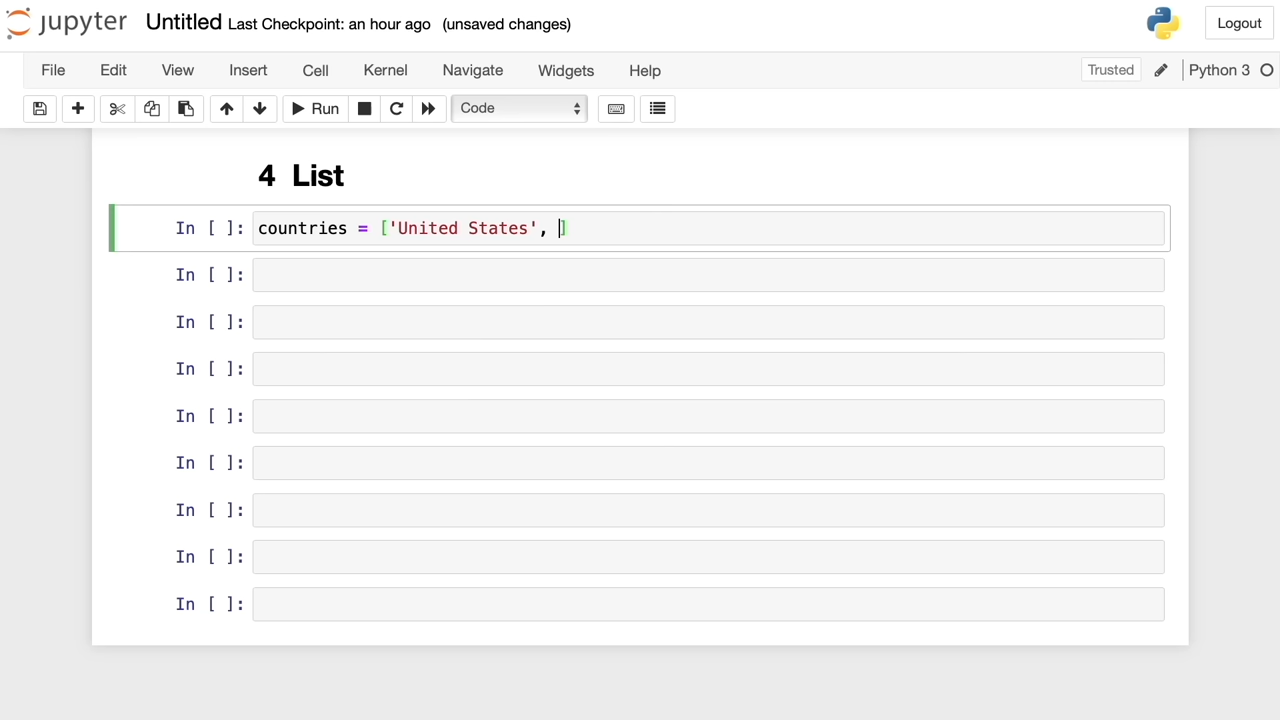 jupyter Untitled Last Checkpoint: an hour ago (unsaved changes) Logout
File Edit View Insert Cell Kernel Navigate Widgets Help Trusted Python 3
Run Code
4 List
In [ ]: countries = ['United States', ]
In [ ]:
In [ ]:
In [ ]:
In [ ]:
In [ ]:
In [ ]:
In [ ]:
In [ ]: